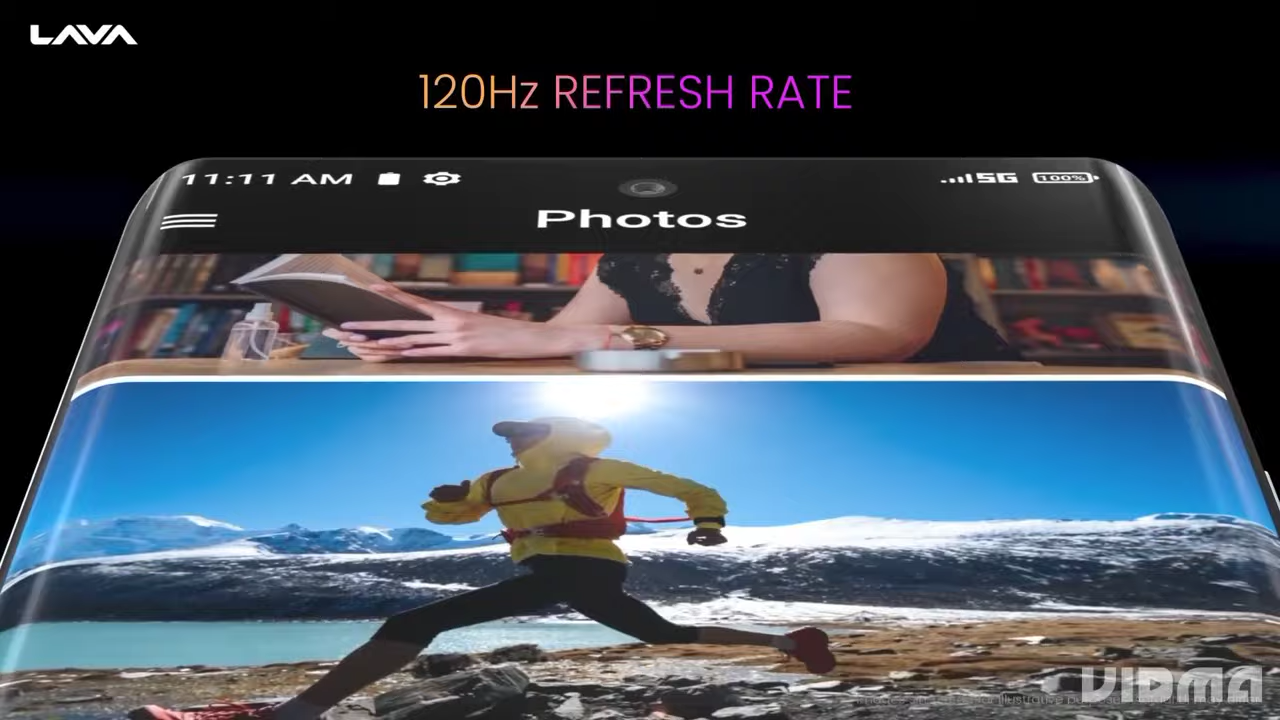 LAVA
120Hz REFRESH RATE
11:11 AM
5G 100%
Photos
VIDMA